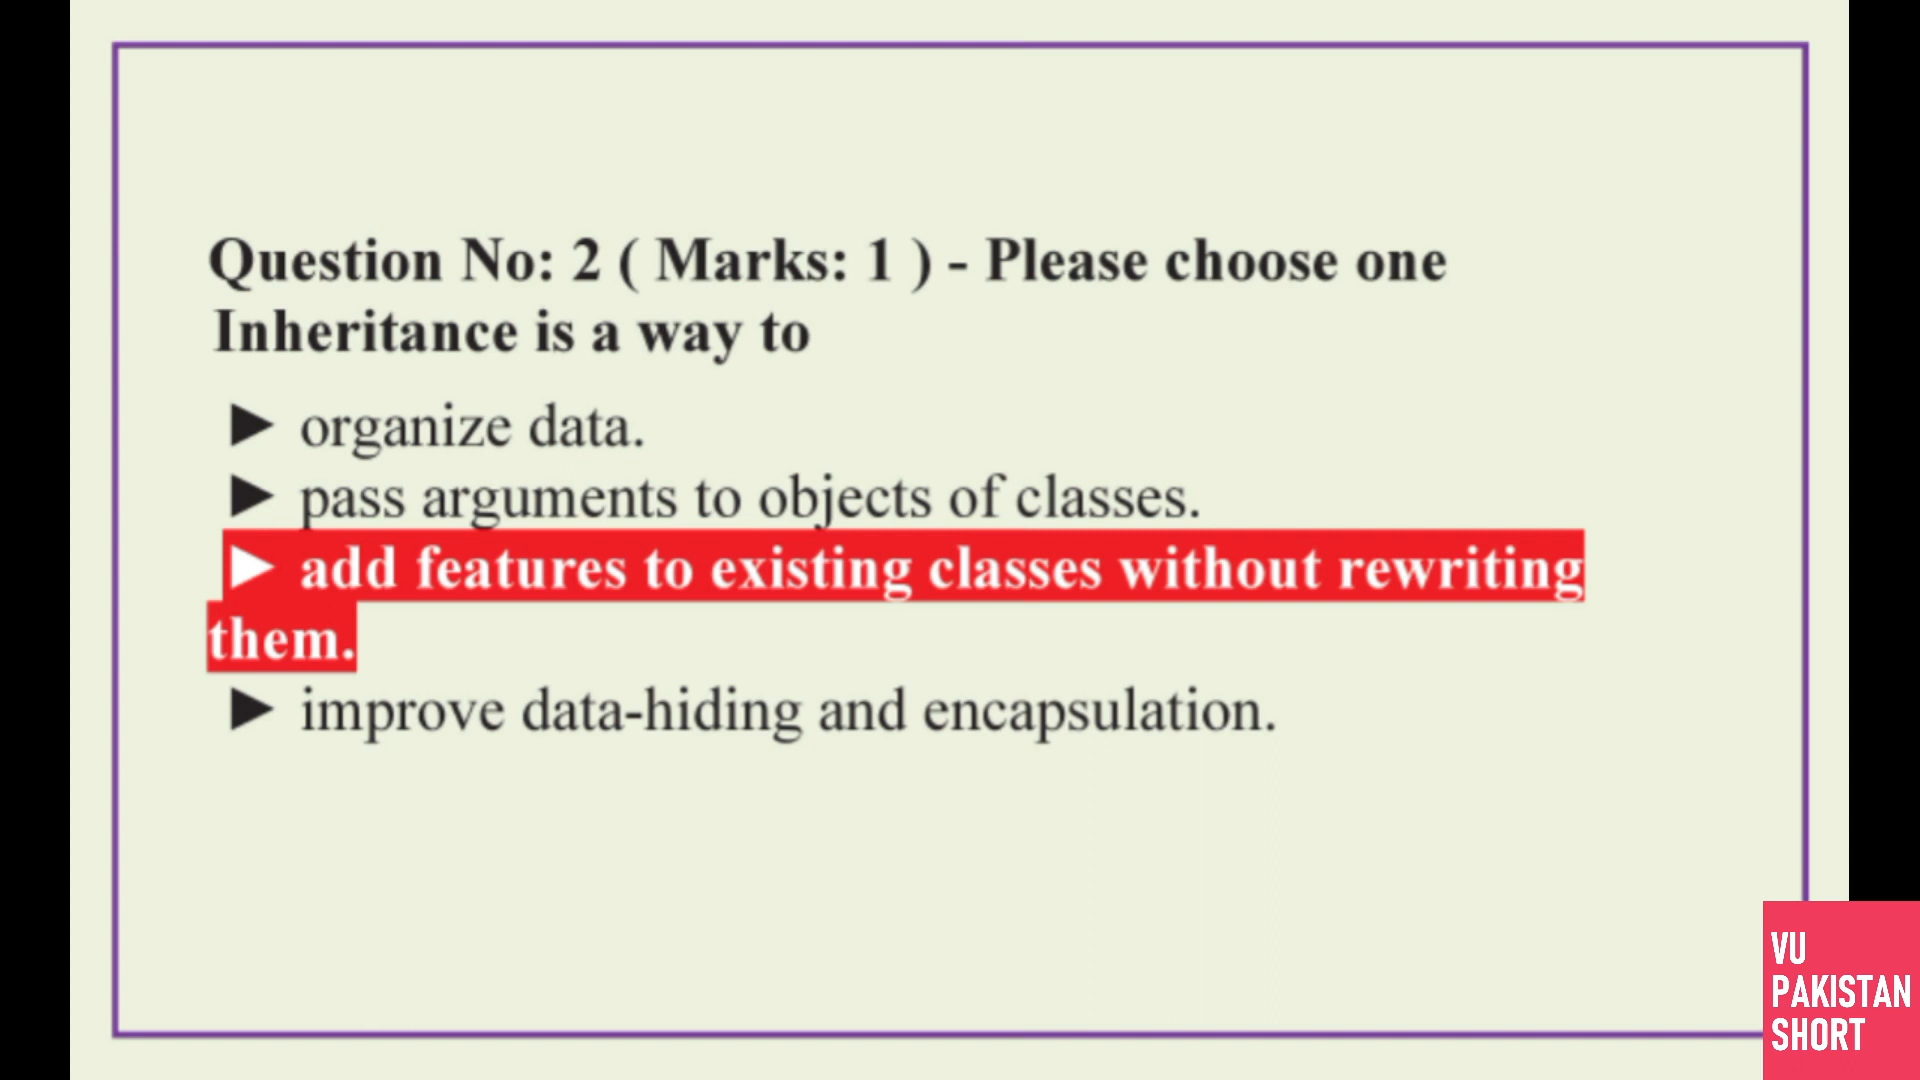 Question No: 2 ( Marks: 1 ) - Please choose one
Inheritance is a way to
► organize data.
► pass arguments to objects of classes.
► add features to existing classes without rewriting
them.
► improve data-hiding and encapsulation.
VU
PAKISTAN
SHORT